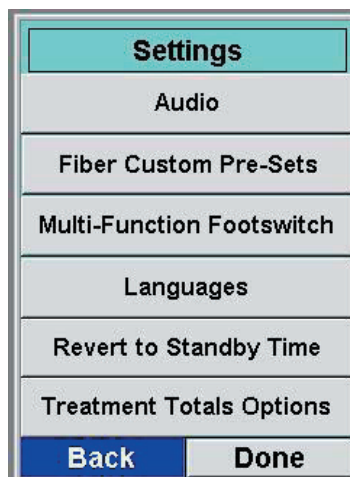 Settings
Audio
Fiber Custom Pre-Sets
Multi-Function Footswitch
Languages
Revert to Standby Time
Treatment Totals Options
Back Done